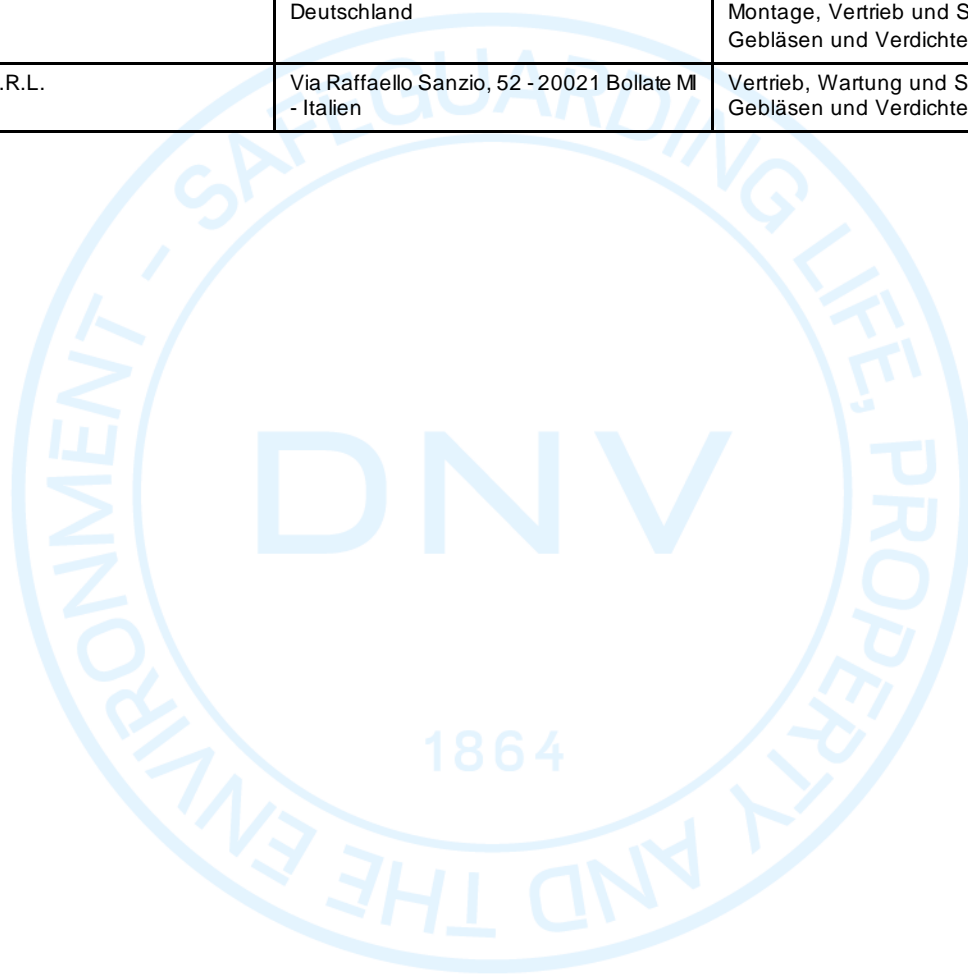 Deutschland
Montage, Vertrieb und S
Gebläsen und Verdichte
.R.L.
Via Raffaello Sanzio, 52 - 20021 Bollate MI
- Italien
Vertrieb, Wartung und S
Gebläsen und Verdichte
SAFEGUARDING LIFE, PROPERTY AND THE ENVIRONMENT -
DNV
1864